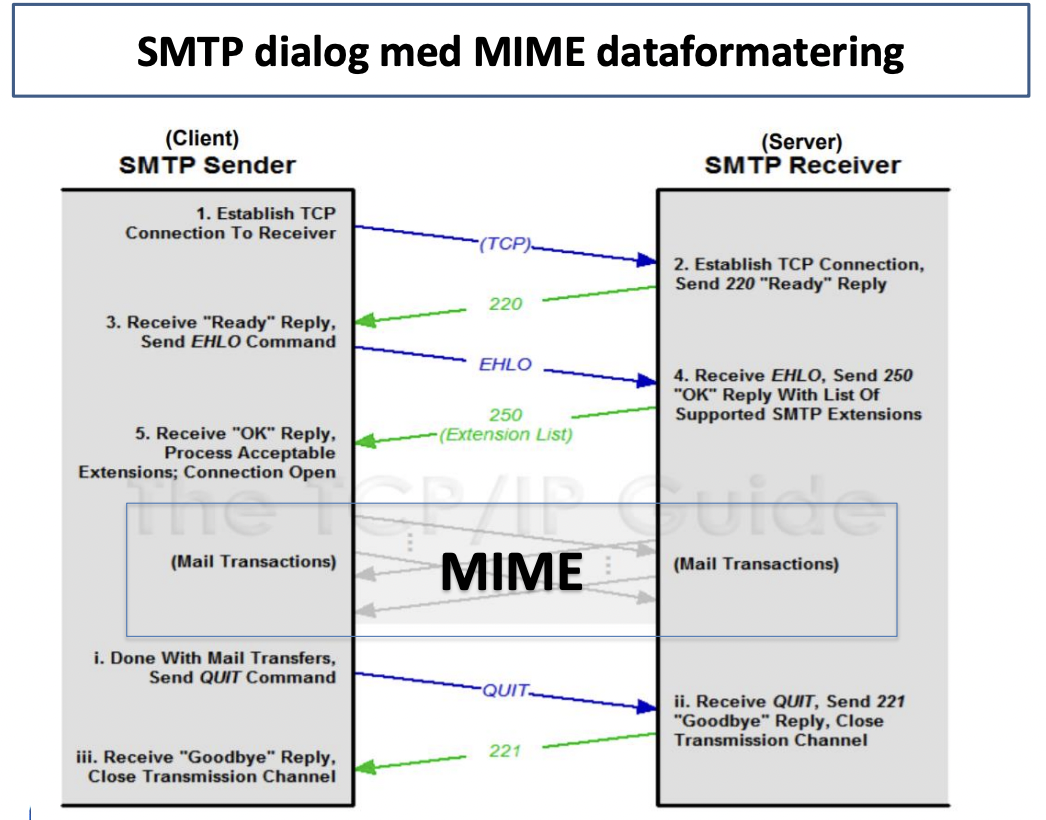 SMTP dialog med MIME dataformatering
(Client)
SMTP Sender
(Server)
SMTP Receiver
1. Establish TCP
Connection To Receiver
(TCP)
2. Establish TCP Connection,
Send 220 "Ready" Reply
220
3. Receive "Ready" Reply,
Send EHLO Command
EHLO
4. Receive EHLO, Send 250
"OK" Reply With List Of
Supported SMTP Extensions
250
(Extension List)
5. Receive "OK" Reply,
Process Acceptable
Extensions; Connection Open
The TCP/IP Guide
(Mail Transactions)
MIME
(Mail Transactions)
i. Done With Mail Transfers,
Send QUIT Command
QUIT
ii. Receive QUIT, Send 221
"Goodbye" Reply, Close
Transmission Channel
221
iii. Receive "Goodbye" Reply,
Close Transmission Channel